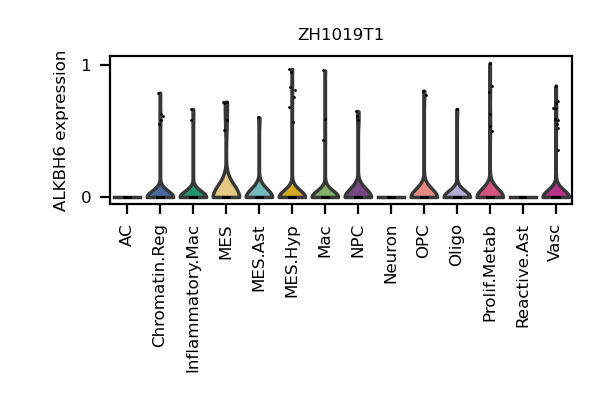 ZH1019T1
ALKBH6 expression
1
0
AC
Chromatin.Reg
Inflammatory.Mac
MES
MES.Ast
MES.Hyp
Mac
NPC
Neuron
OPC
Oligo
Prolif.Metab
Reactive.Ast
Vasc